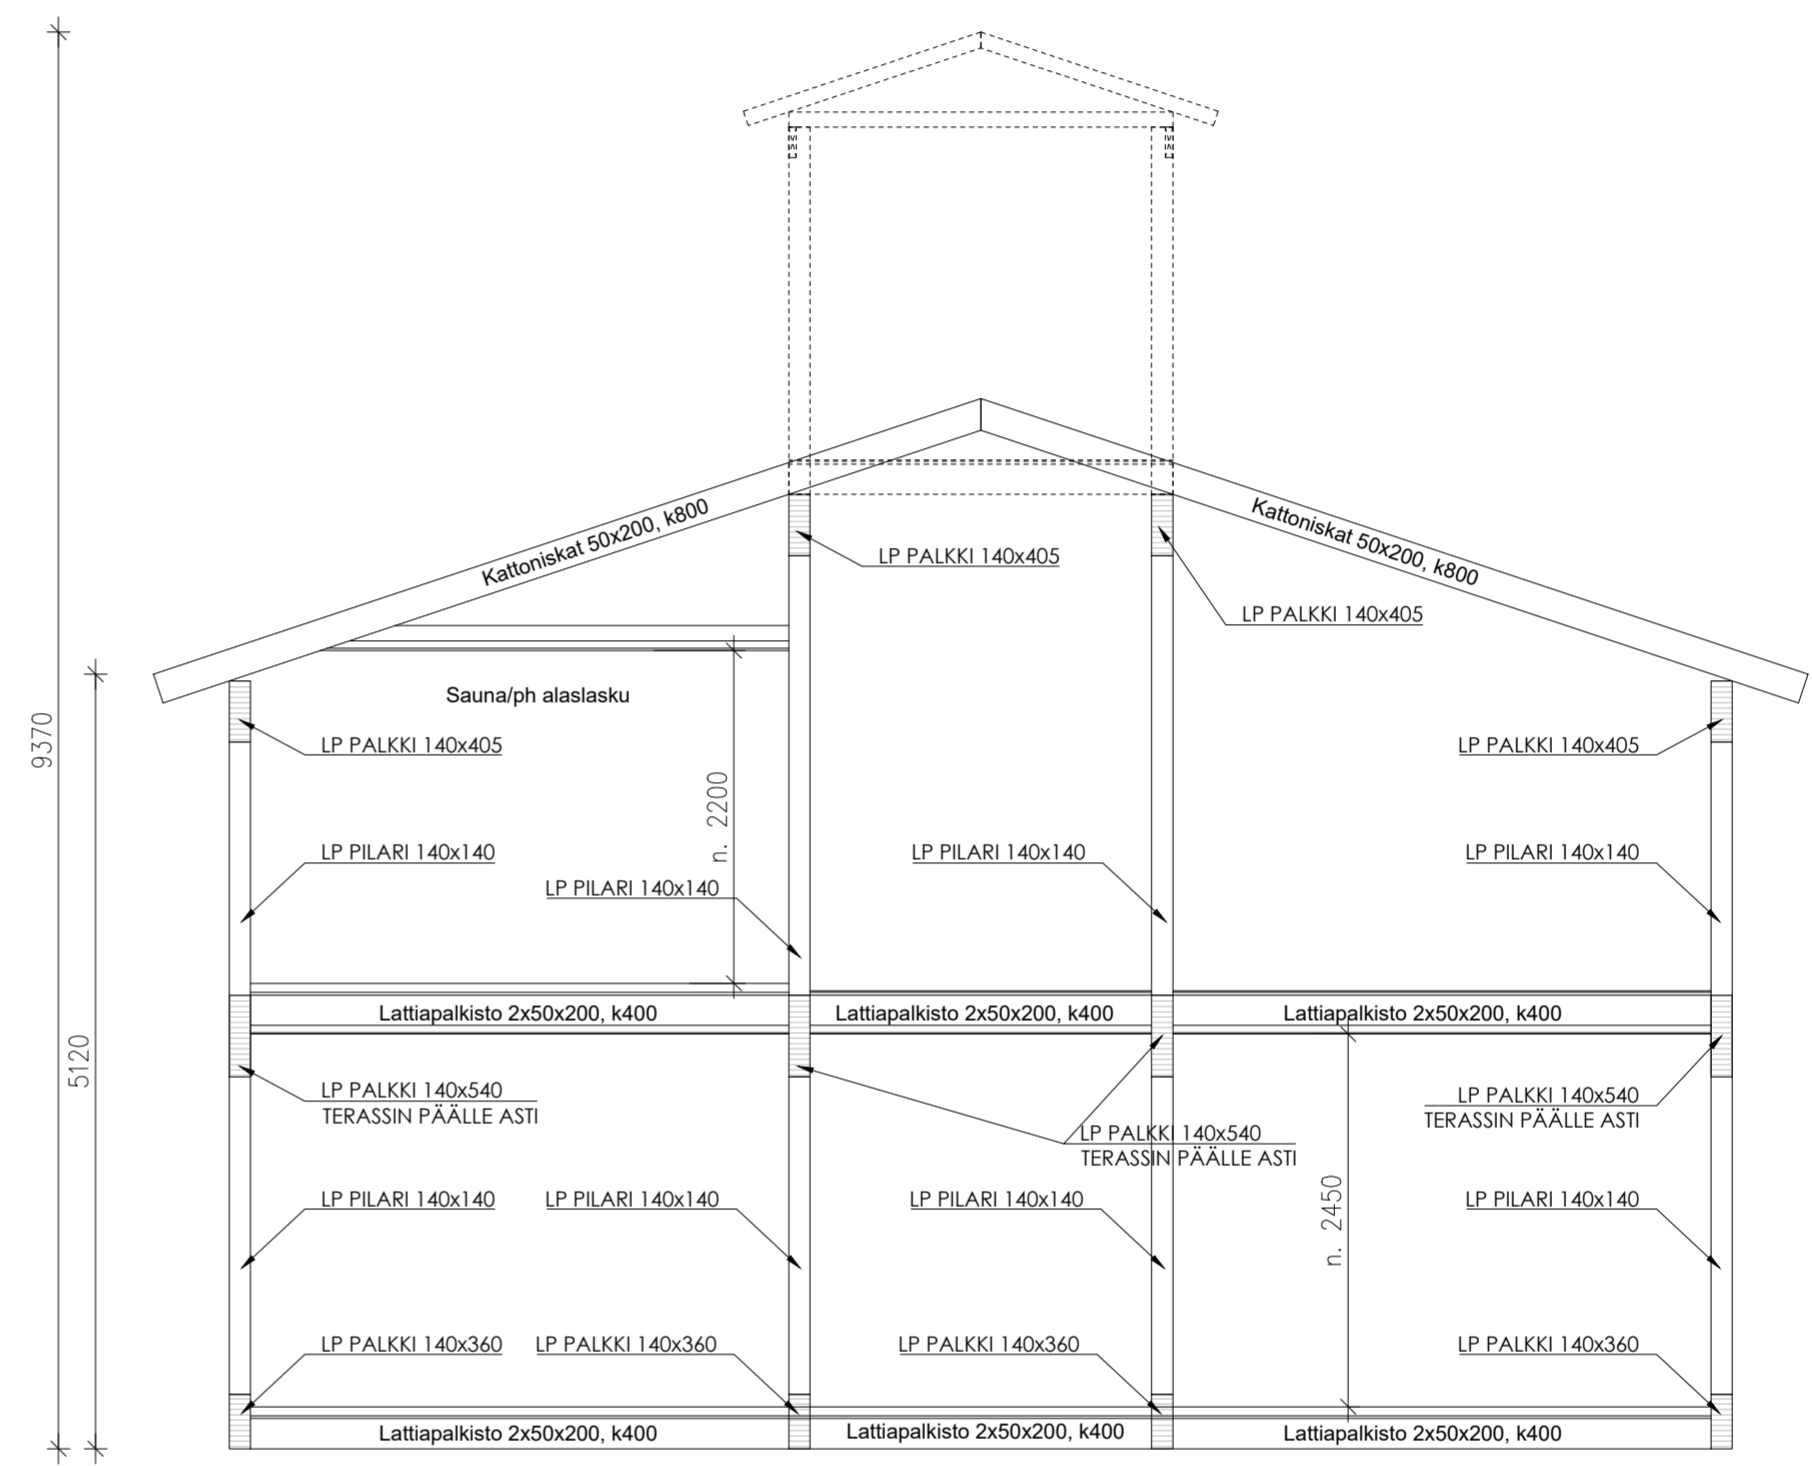 Kattoniskat 50x200, k800
Kattoniskat 50x200, k800
LP PALKKI 140x405
LP PALKKI 140x405
Sauna/ph alaslasku
9370
LP PALKKI 140x405
LP PALKKI 140x405
n. 2200
LP PILARI 140x140
LP PILARI 140x140
LP PILARI 140x140
LP PILARI 140x140
Lattiapalkisto 2x50x200, k400
Lattiapalkisto 2x50x200, k400
Lattiapalkisto 2x50x200, k400
5120
LP PALKKI 140x540
TERASSIN PÄÄLLE ASTI
LP PALKKI 140x540
TERASSIN PÄÄLLE ASTI
LP PALKKI 140x540
TERASSIN PÄÄLLE ASTI
LP PILARI 140x140
LP PILARI 140x140
LP PILARI 140x140
n. 2450
LP PILARI 140x140
LP PALKKI 140x360
LP PALKKI 140x360
LP PALKKI 140x360
LP PALKKI 140x360
Lattiapalkisto 2x50x200, k400
Lattiapalkisto 2x50x200, k400
Lattiapalkisto 2x50x200, k400